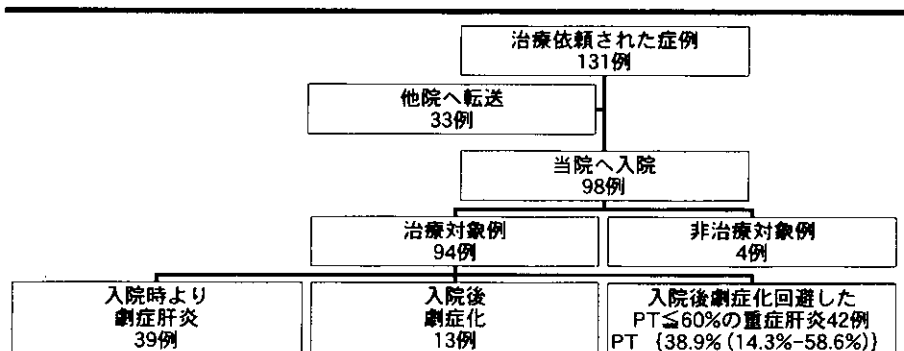 治療依頼された症例
131例
他院へ転送
33例
当院へ入院
98例
治療対象例
94例
非治療対象例
4例
入院時より
劇症肝炎
39例
入院後
劇症化
13例
入院後劇症化回避した
PT≦60%の重症肝炎42例
PT {38.9% (14.3%-58.6%)}